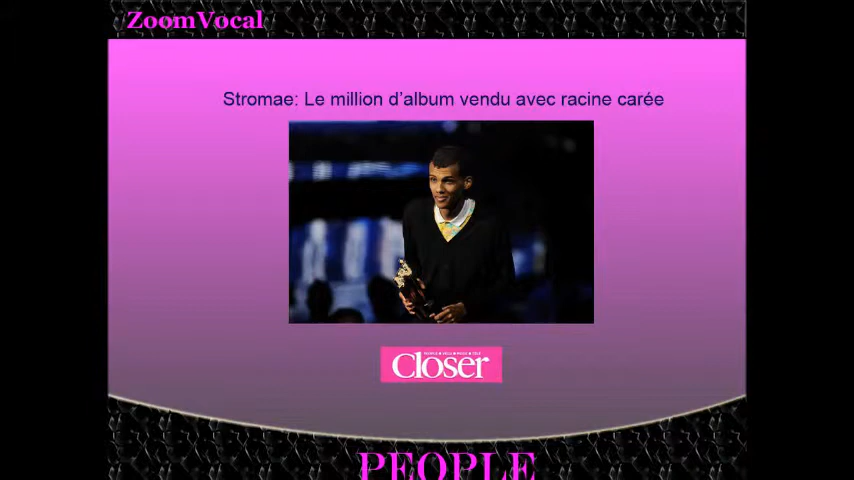 ZoomVocal
Stromae: Le million d’album vendu avec racine carée
Closer
PEOPLE